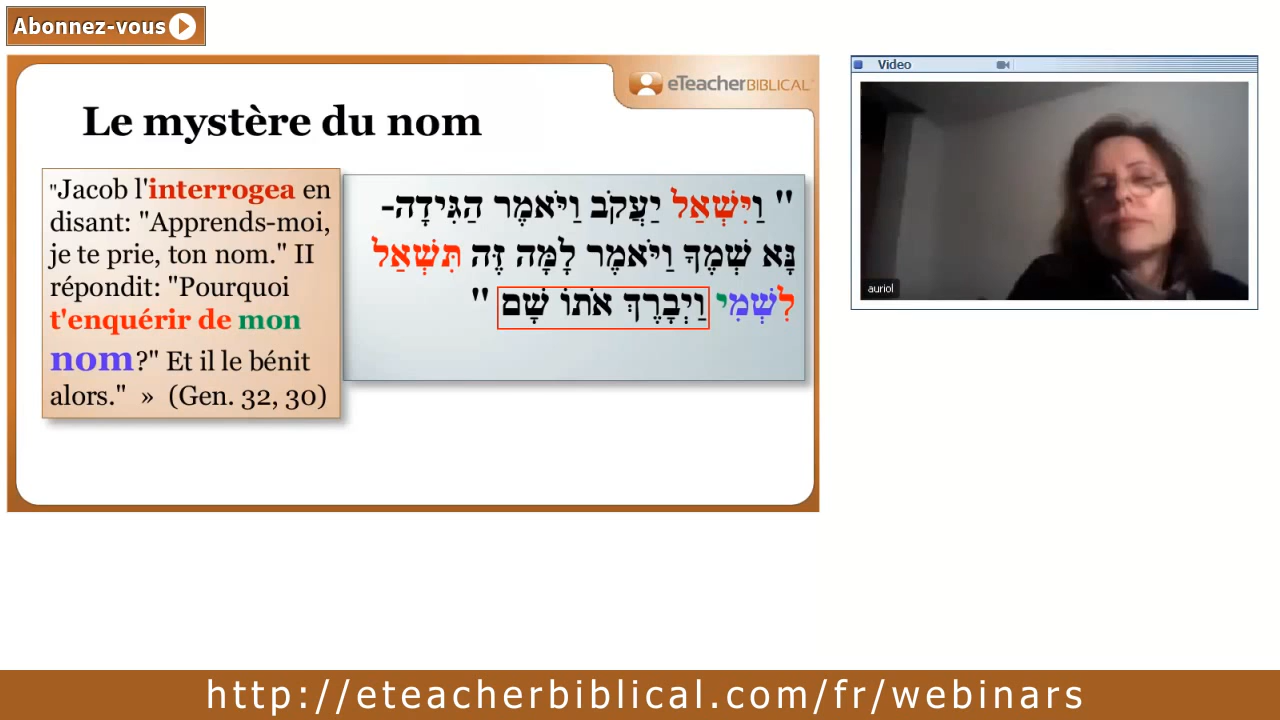 Abonnez-vous
eTeacherBIBLICAL
Le mystère du nom
"Jacob l'interrogea en
disant: "Apprends-moi,
je te prie, ton nom." II
répondit: "Pourquoi
t'enquérir de mon
nom?" Et il le bénit
alors." » (Gen. 32, 30)
" וַיִּשְׁאַל יַעֲקֹב וַיֹּאמֶר הַגִּידָה-
נָּא שְׁמֶךָ וַיֹּאמֶר לָמָּה זֶּה תִּשְׁאַל
לִשְׁמִי וַיְבָרֶךְ אֹתוֹ שָׁם "
Video
auriol
http://eteacherbiblical.com/fr/webinars